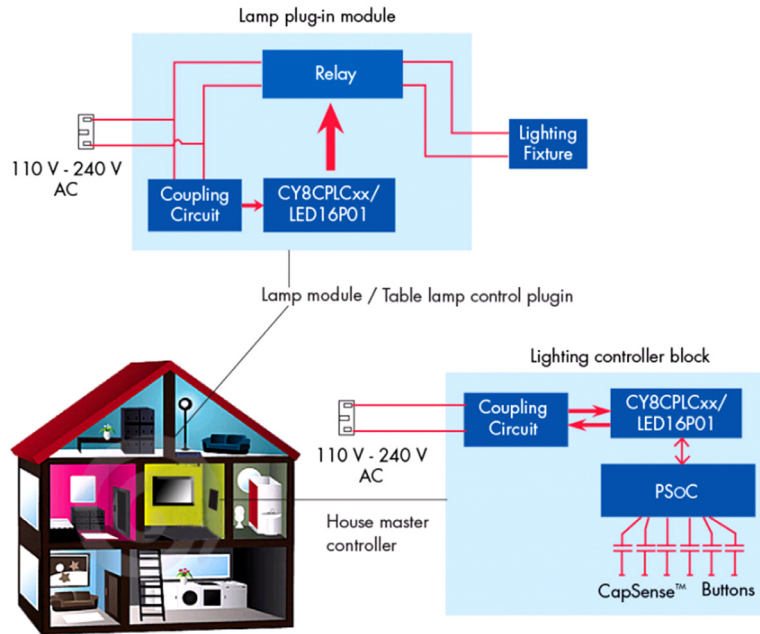 Lamp plug-in module
Relay
110 V - 240 V
AC
Coupling
Circuit
CY8CPLCxx/
LED16P01
Lighting
Fixture
Lamp module / Table lamp control plugin
Lighting controller block
110 V - 240 V
AC
Coupling
Circuit
CY8CPLCxx/
LED16P01
PSoC
House master
controller
CapSense™ Buttons